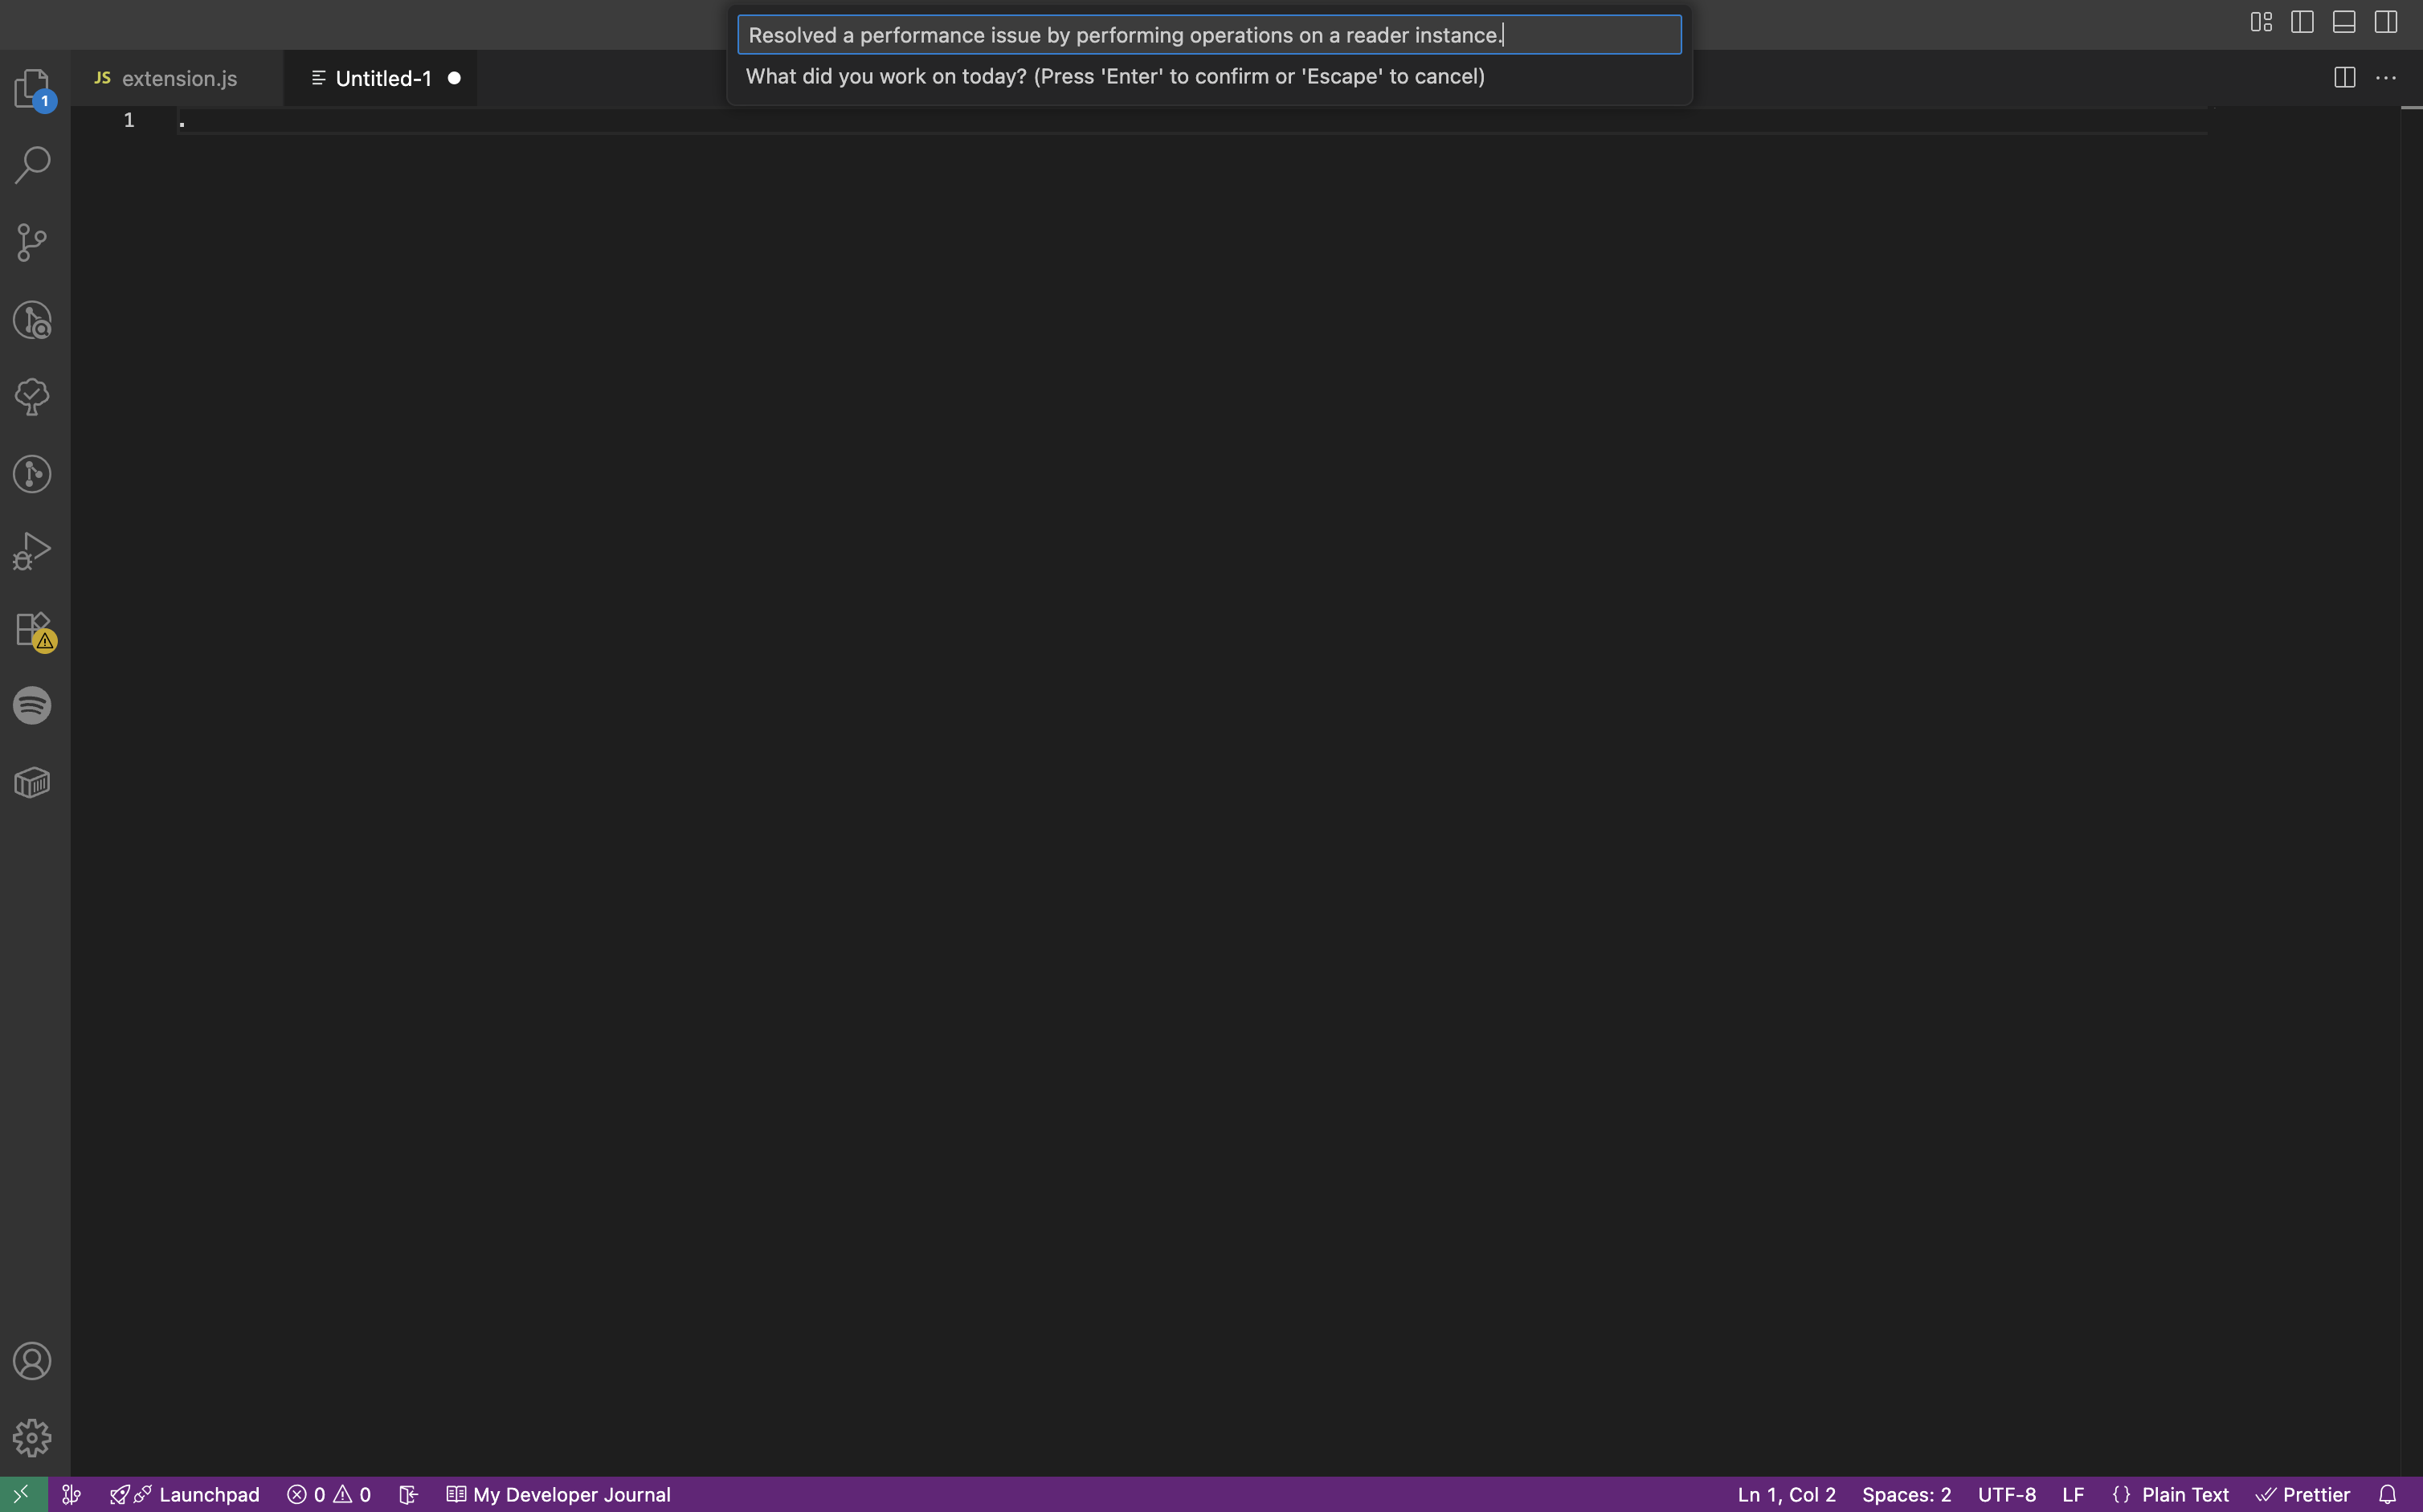 Resolved a performance issue by performing operations on a reader instance.
What did you work on today? (Press 'Enter' to confirm or 'Escape' to cancel)
JS extension.js Untitled-1
1
1 .
Launchpad 0 0 My Developer Journal Ln 1, Col 2 Spaces: 2 UTF-8 LF {} Plain Text Prettier